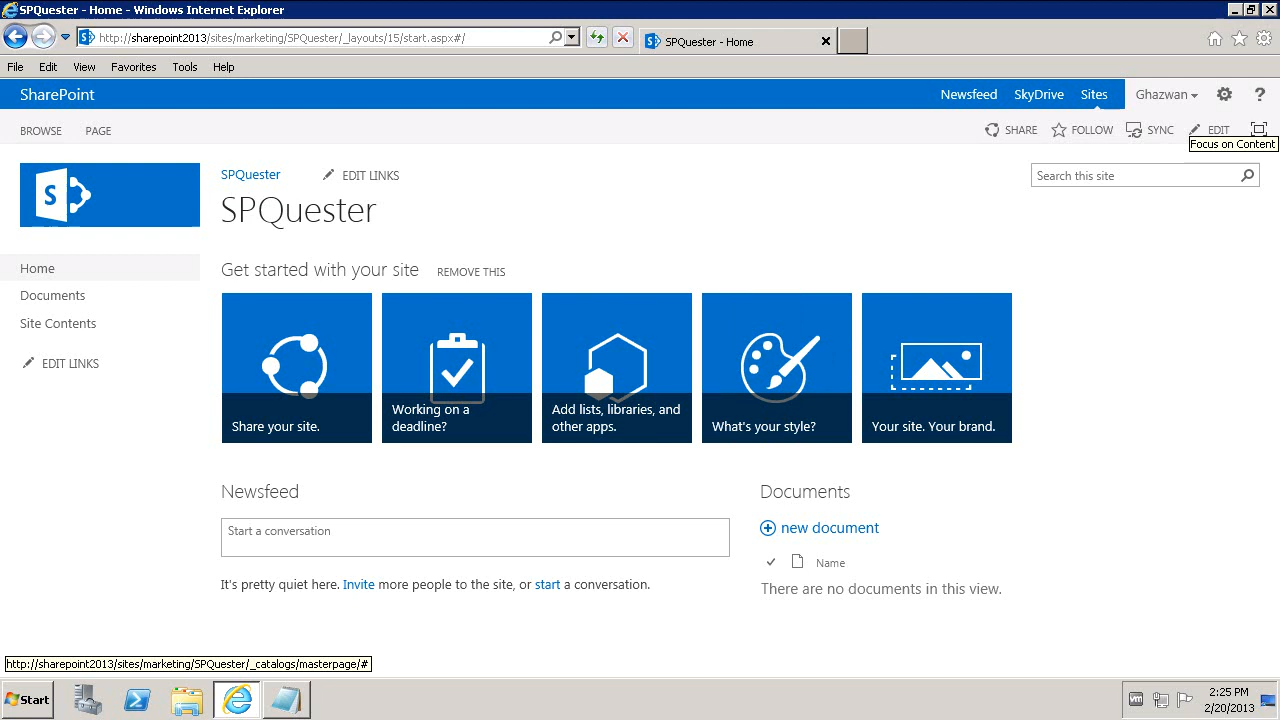 SPQuester - Home - Windows Internet Explorer
http://sharepoint2013/sites/marketing/SPQuester/_layouts/15/start.aspx#/
SPQuester - Home
File Edit View Favorites Tools Help
SharePoint
Newsfeed SkyDrive Sites Ghazwan ?
BROWSE PAGE
SHARE FOLLOW SYNC EDIT
Focus on Content
S
SPQuester EDIT LINKS
Search this site
SPQuester
Home
Documents
Site Contents
EDIT LINKS
Get started with your site REMOVE THIS
Share your site.
Working on a
deadline?
Add lists, libraries, and
other apps.
What's your style?
Your site. Your brand.
Newsfeed
Start a conversation
It's pretty quiet here. Invite more people to the site, or start a conversation.
Documents
new document
Name
There are no documents in this view.
http://sharepoint2013/sites/marketing/SPQuester/_catalogs/masterpage/#
Start
2:25 PM
2/20/2013